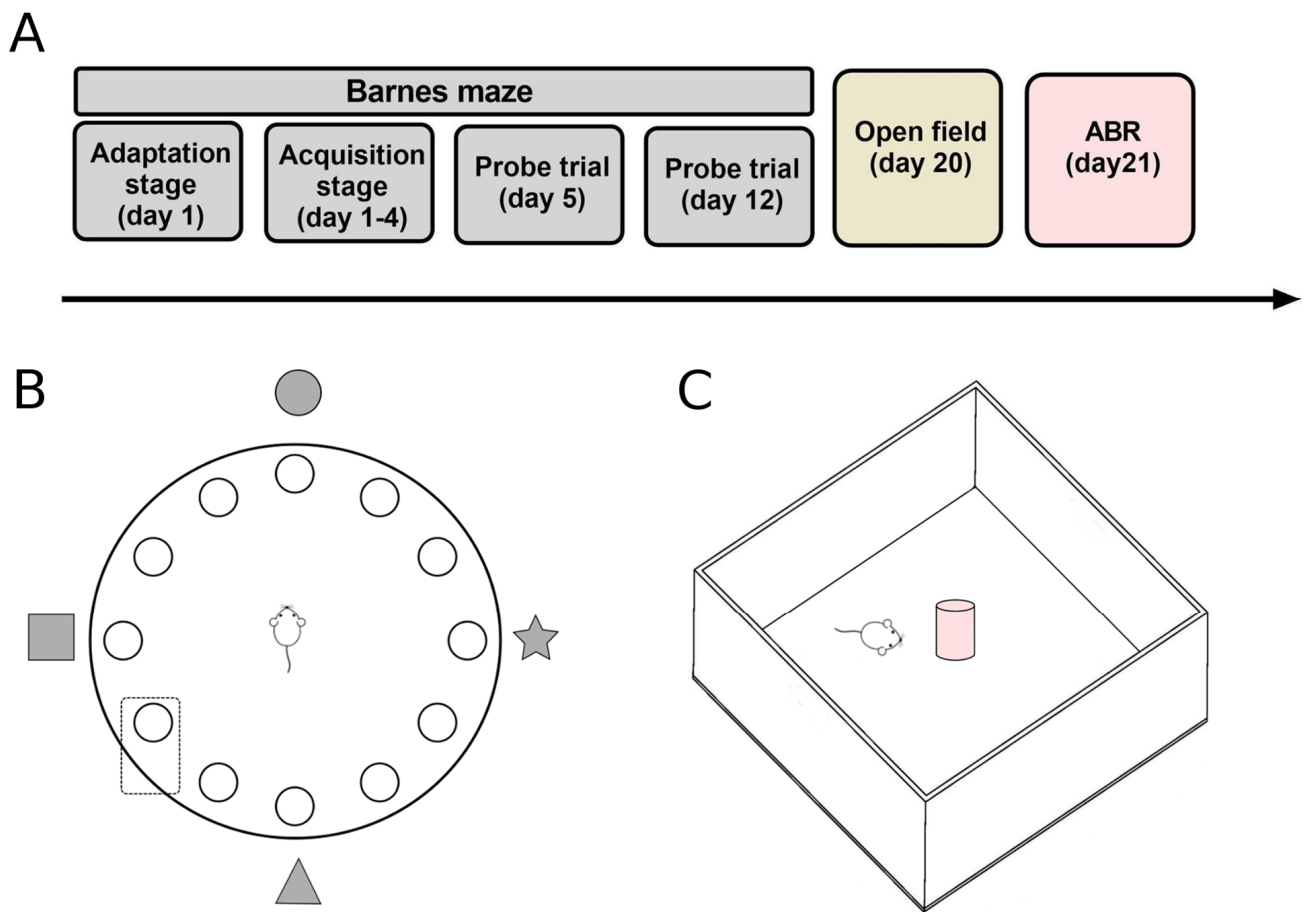 A
Barnes maze
Adaptation
stage
(day 1)
Acquisition
stage
(day 1-4)
Probe trial
(day 5)
Probe trial
(day 12)
Open field
(day 20)
ABR
(day21)
B
C